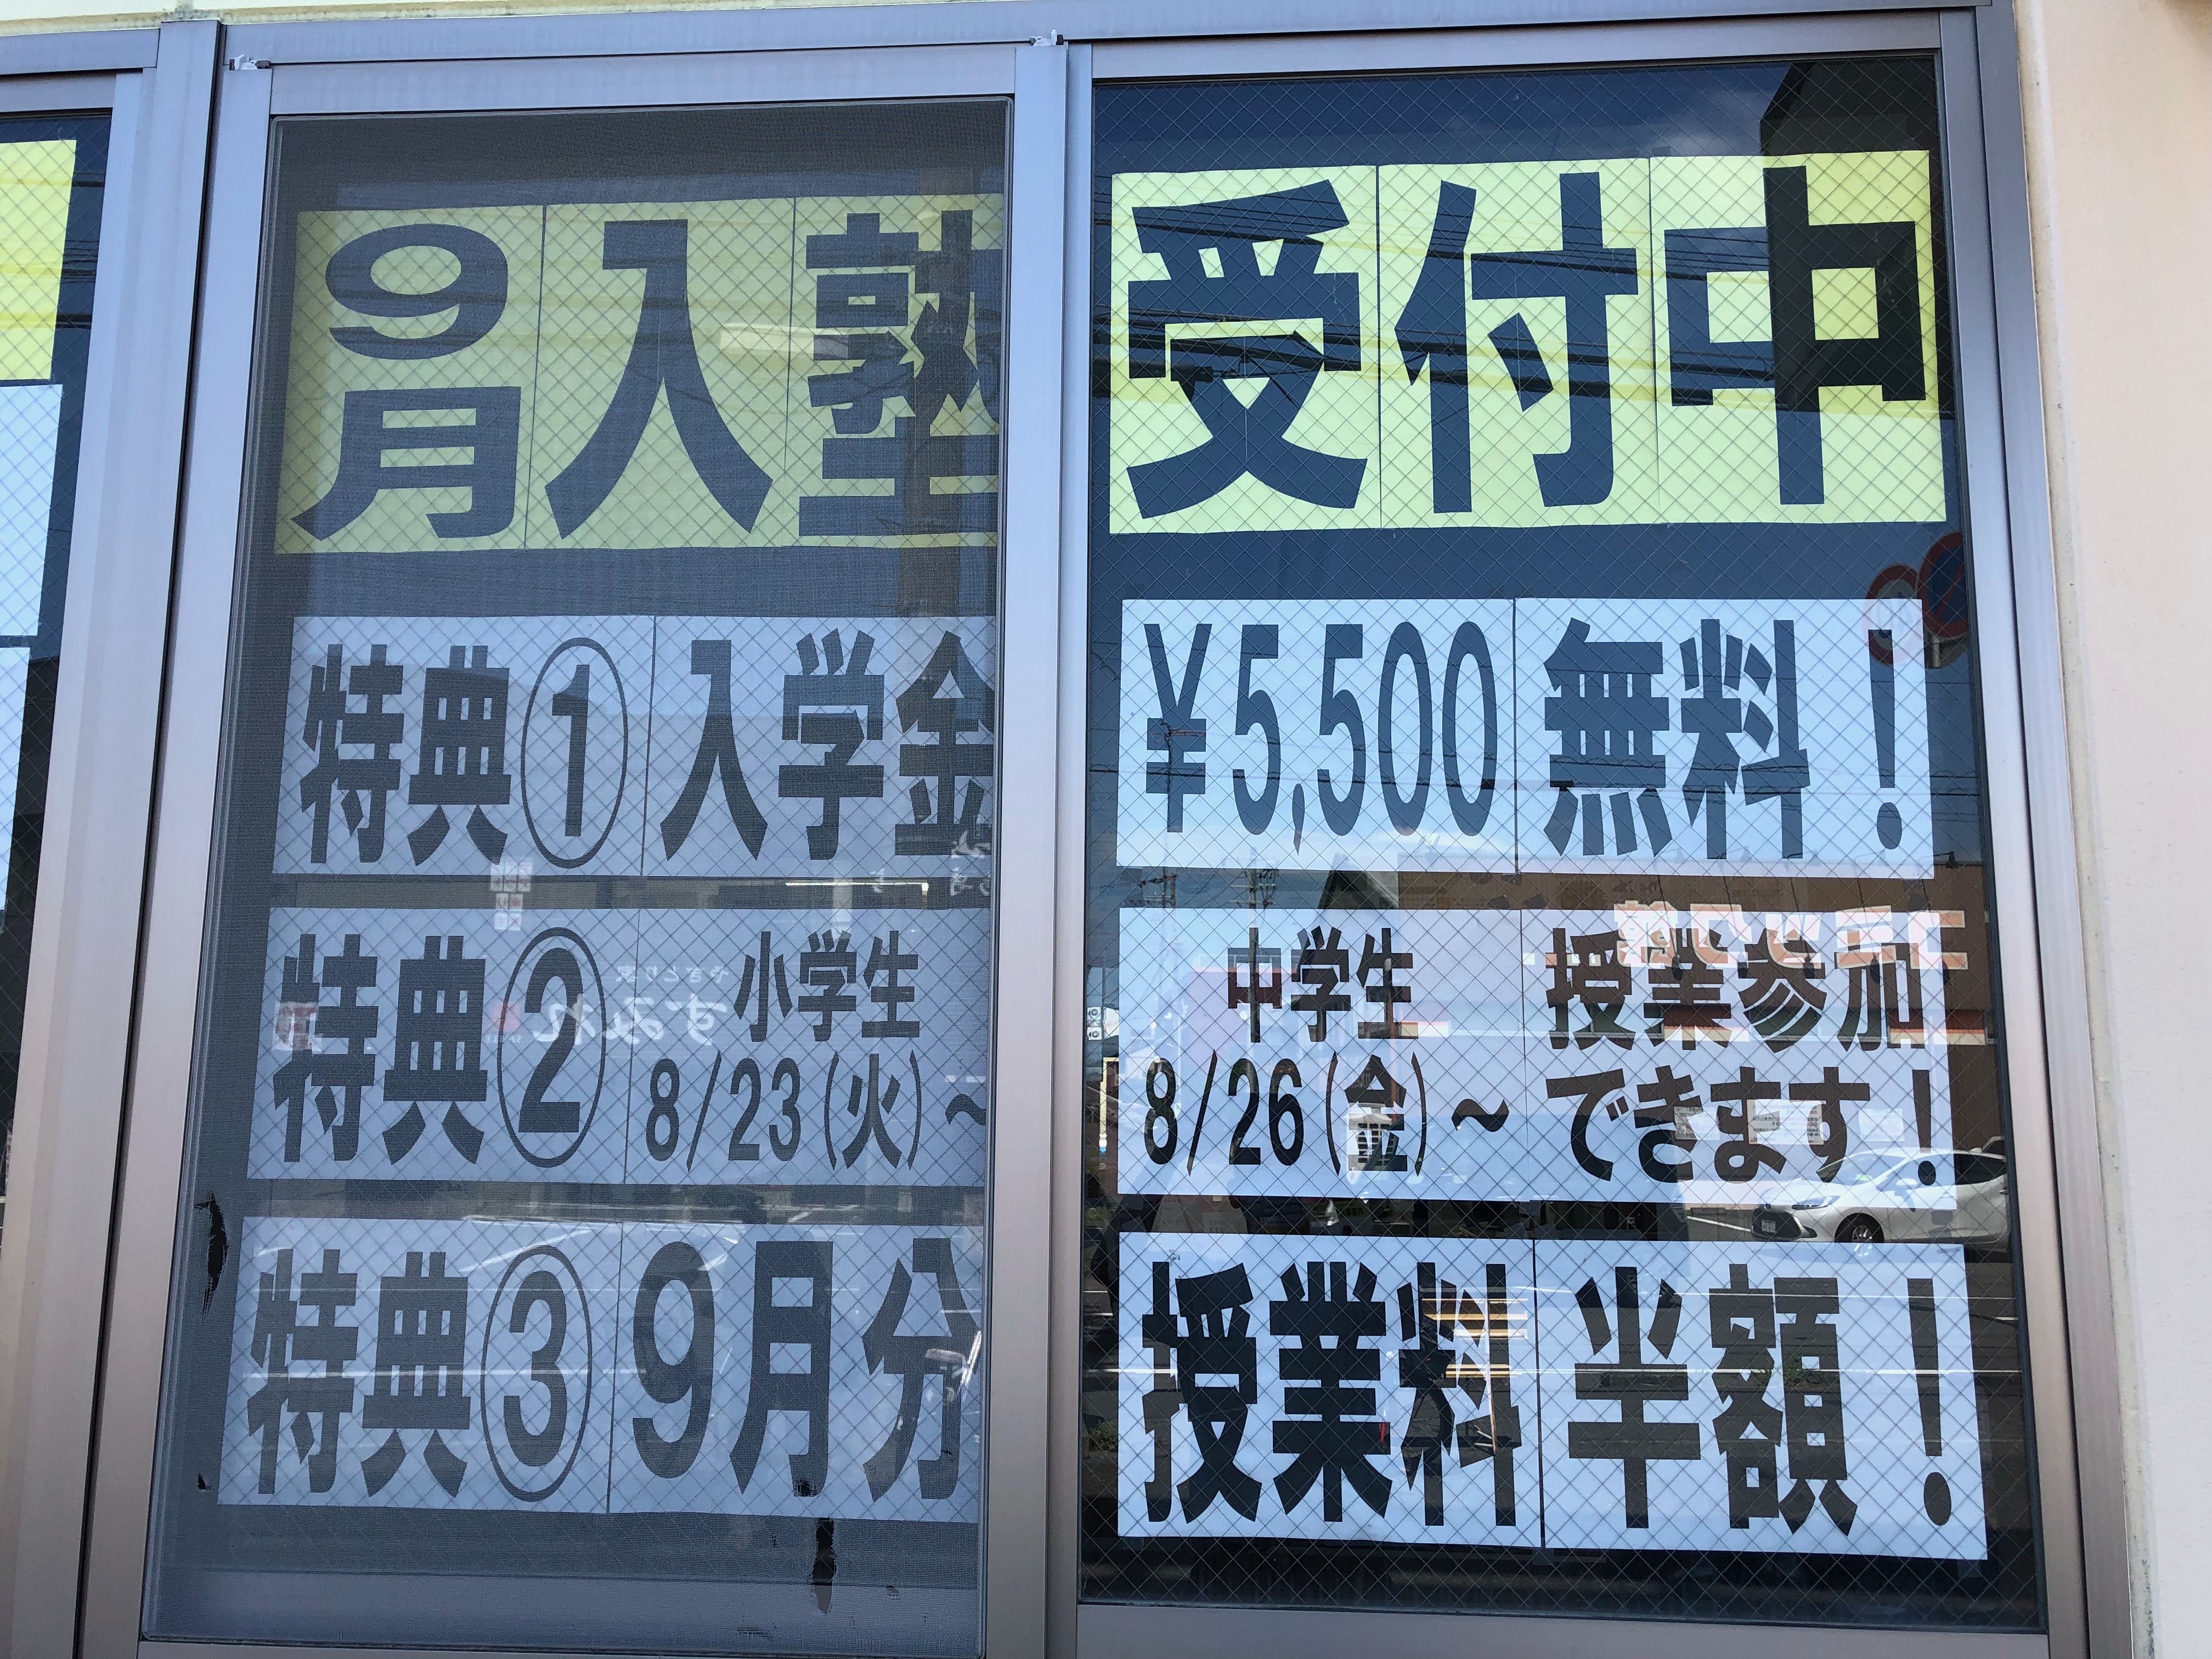 9月入塾受付中
特典①入学金¥5,500無料！
特典② 小学生 中学生 授業参加
8/23(火)~ 8/26(金)~ できます！
特典③9月分授業料半額！